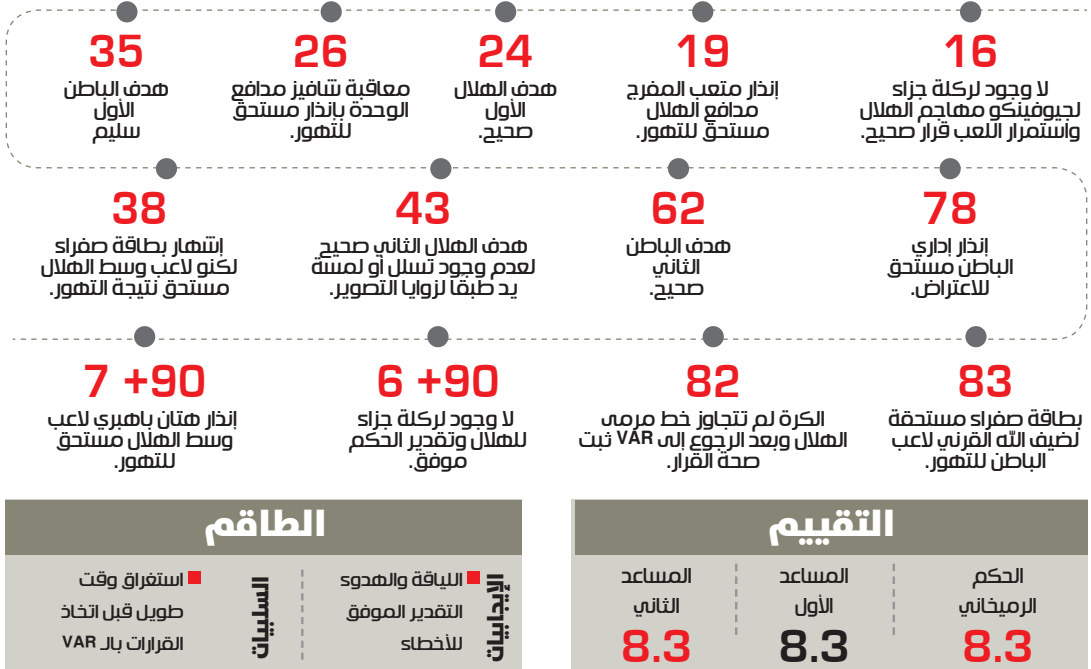 16
لا وجود لركلة جزاء
لجيوفينكو مهاجم الهلال
واستمرار اللعب قرار صحيح.
19
إنذار متعب المفرج
مدافع الهلال
مستحق للتهور.
24
هدف الهلال
الأول
صحيح.
26
معاقبة شافيز مدافع
الوحدة بإنذار مستحق
للتهور.
35
هدف الباطن
الأول
سليم
38
إشهار بطاقة صفراء
لكنو لاعب وسط الهلال
مستحق نتيجة التهور.
43
هدف الهلال الثاني صحيح
لعدم وجود تسلل أو لمسة
يد طبقا لزوايا التصوير.
62
هدف الباطن
الثاني
صحيح.
78
إنذار إداري
الباطن مستحق
للاعتراض.
83
بطاقة صفراء مستحقة
لضيف الله القرني لاعب
الباطن للتهور.
82
الكرة لم تتجاوز خط مرمى
الهلال وبعد الرجوع إلى VAR ثبت
صحة القرار.
90+ 6
لا وجود لركلة جزاء
للهلال وتقدير الحكم
موفق.
90+ 7
إنذار هتان باهبري لاعب
وسط الهلال مستحق
للتهور.
التقييم
الحكم
الرميخاني
8.3
المساعد
الأول
8.3
المساعد
الثاني
8.3
الطاقم
الإيجابيات
اللياقة والهدوء
التقدير الموفق
للأخطاء
السلبيات
استغراق وقت
طويل قبل اتخاذ
القرارات بالـ VAR